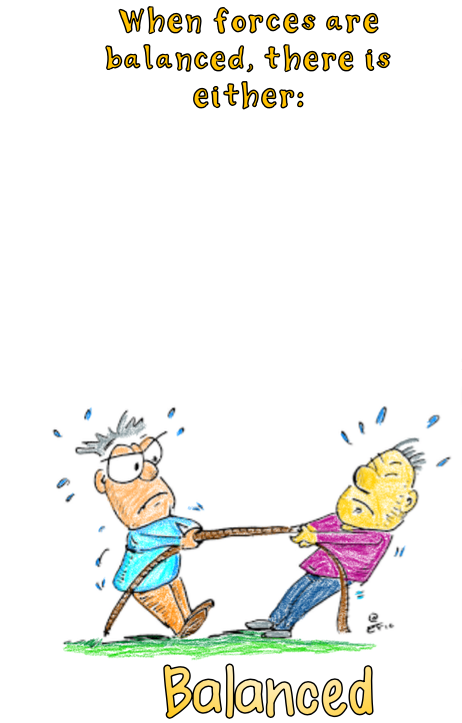 When forces are
balanced, there is
either:
Balanced